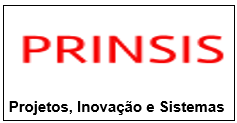 PRINSIS
Projetos, Inovação e Sistemas